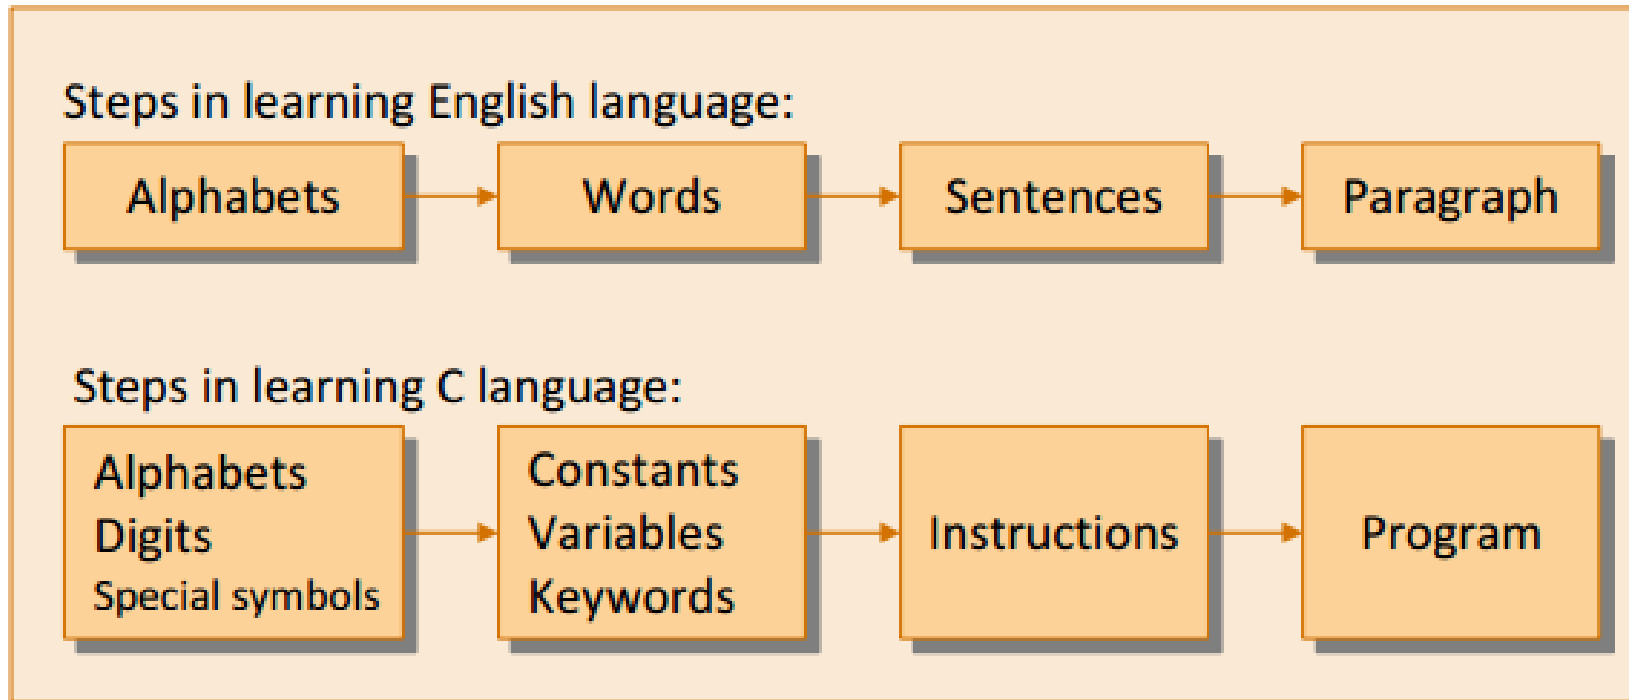 Steps in learning English language:
Alphabets
Words
Sentences
Paragraph
Steps in learning C language:
Alphabets
Digits
Special symbols
Constants
Variables
Keywords
Instructions
Program